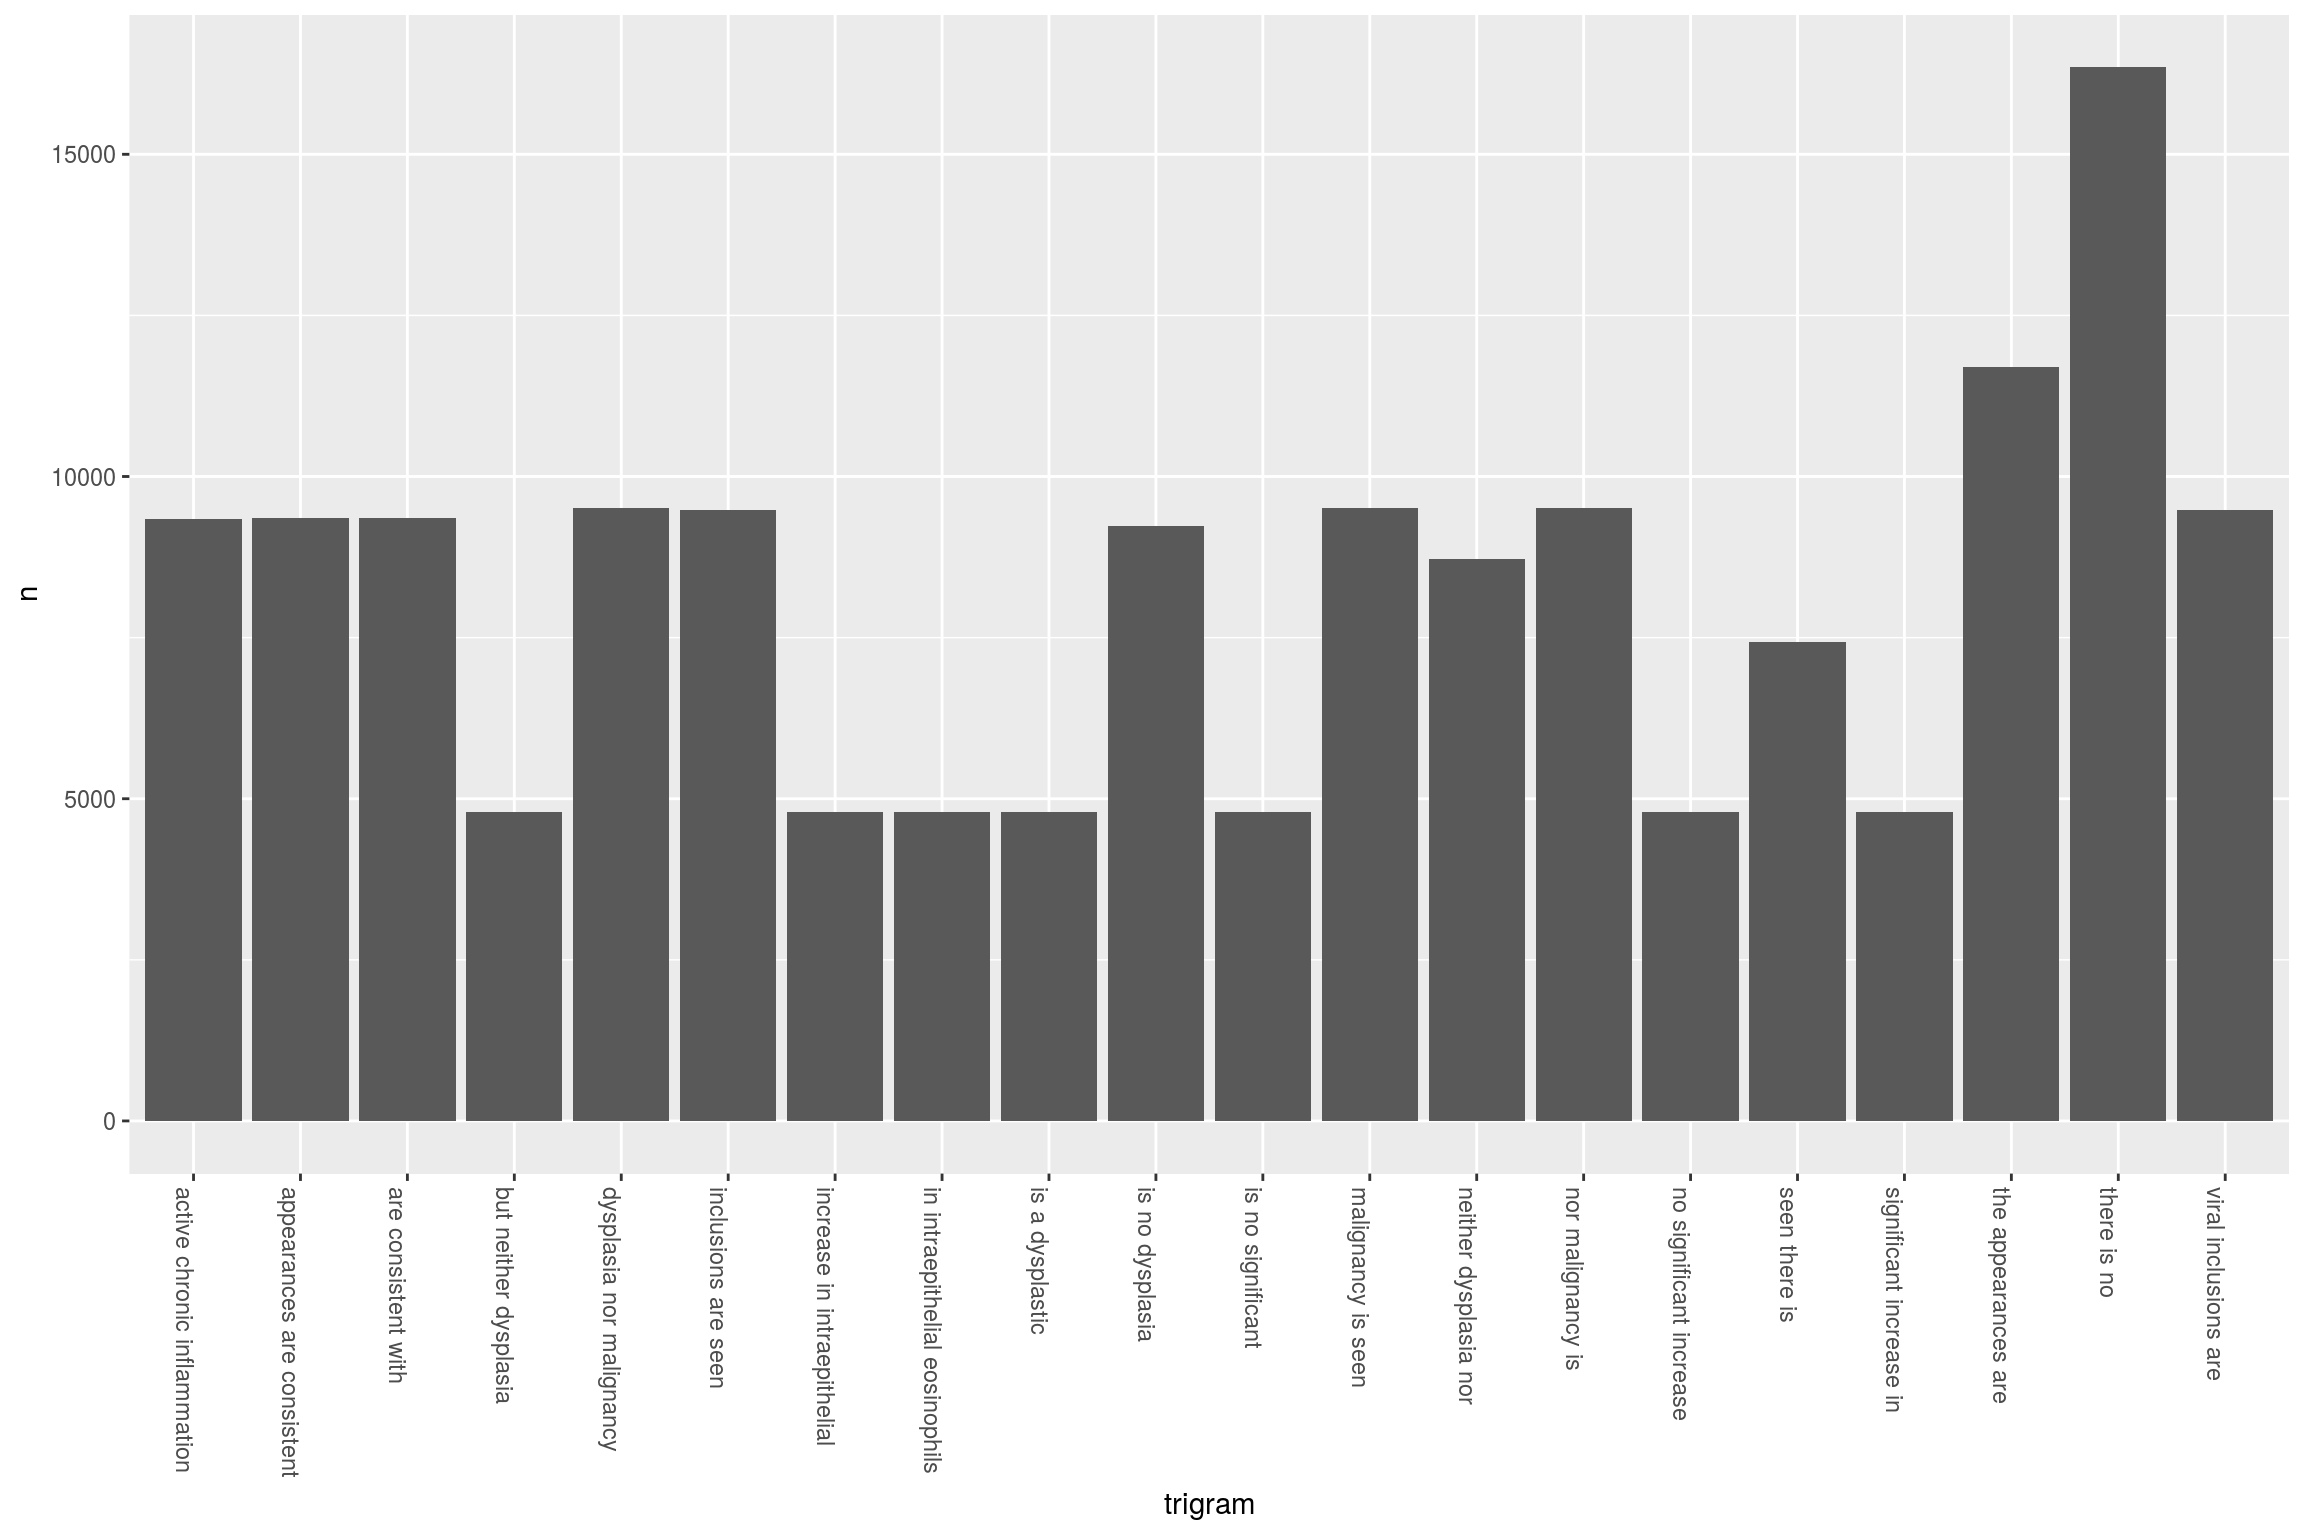 15000
10000
5000
0
n
active chronic inflammation
appearances are consistent
are consistent with
but neither dysplasia
dysplasia nor malignancy
inclusions are seen
increase in intraepithelial
in intraepithelial eosinophils
is a dysplastic
is no dysplasia
is no significant
malignancy is seen
neither dysplasia nor
nor malignancy is
no significant increase
seen there is
significant increase in
the appearances are
there is no
viral inclusions are
trigram